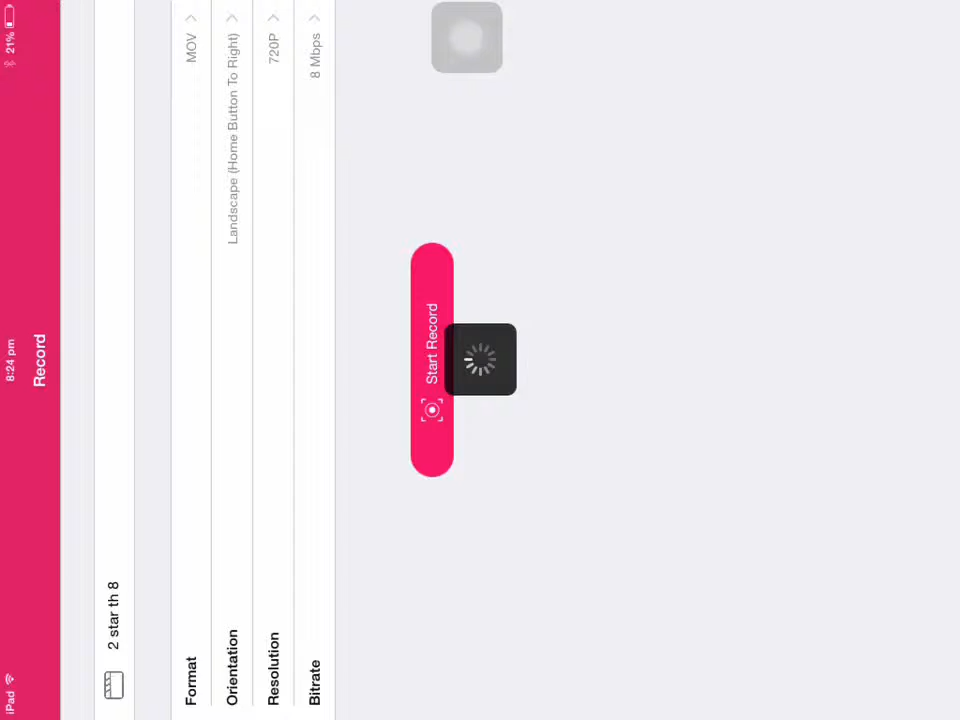 iPad 8:24 pm 21%
Record
2 star th 8
Format MOV
Orientation Landscape (Home Button To Right)
Resolution 720P
Bitrate 8 Mbps
Start Record